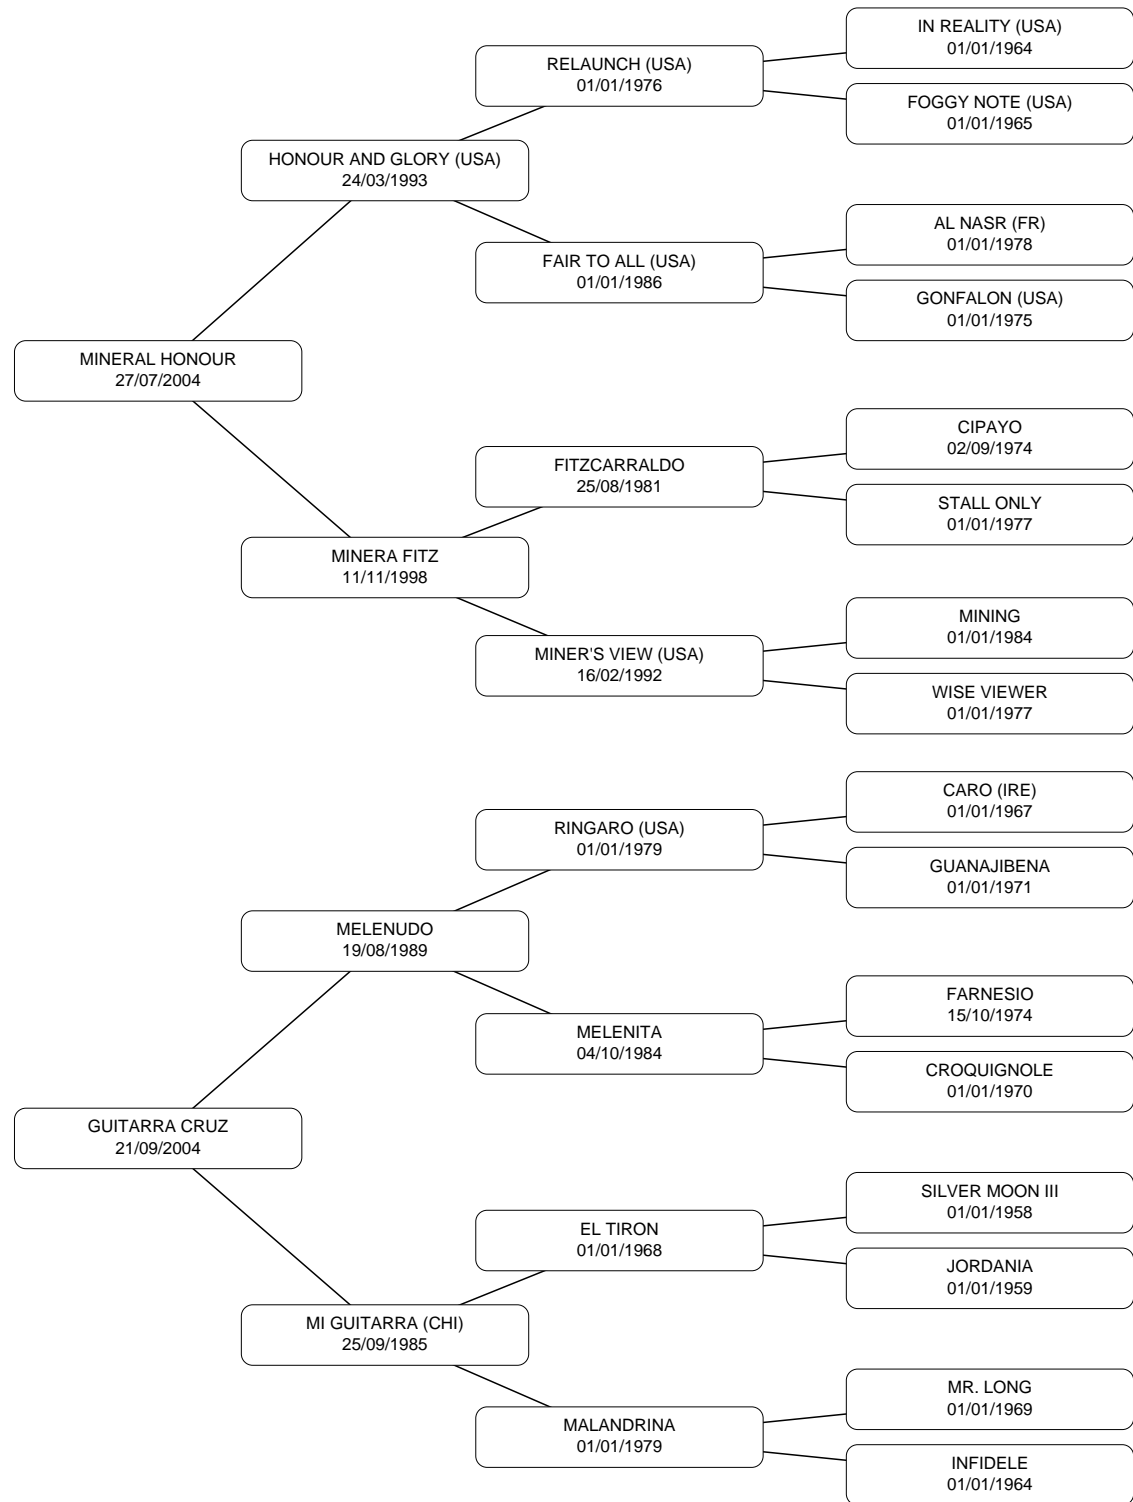 IN REALITY (USA)
01/01/1964
RELAUNCH (USA)
01/01/1976
FOGGY NOTE (USA)
01/01/1965
HONOUR AND GLORY (USA)
24/03/1993
AL NASR (FR)
01/01/1978
FAIR TO ALL (USA)
01/01/1986
GONFALON (USA)
01/01/1975
MINERAL HONOUR
27/07/2004
CIPAYO
02/09/1974
FITZCARRALDO
25/08/1981
STALL ONLY
01/01/1977
MINERA FITZ
11/11/1998
MINING
01/01/1984
MINER'S VIEW (USA)
16/02/1992
WISE VIEWER
01/01/1977
CARO (IRE)
01/01/1967
RINGARO (USA)
01/01/1979
GUANAJIBENA
01/01/1971
MELENUDO
19/08/1989
FARNESIO
15/10/1974
MELENITA
04/10/1984
CROQUIGNOLE
01/01/1970
GUITARRA CRUZ
21/09/2004
SILVER MOON III
01/01/1958
EL TIRON
01/01/1968
JORDANIA
01/01/1959
MI GUITARRA (CHI)
25/09/1985
MR. LONG
01/01/1969
MALANDRINA
01/01/1979
INFIDELE
01/01/1964